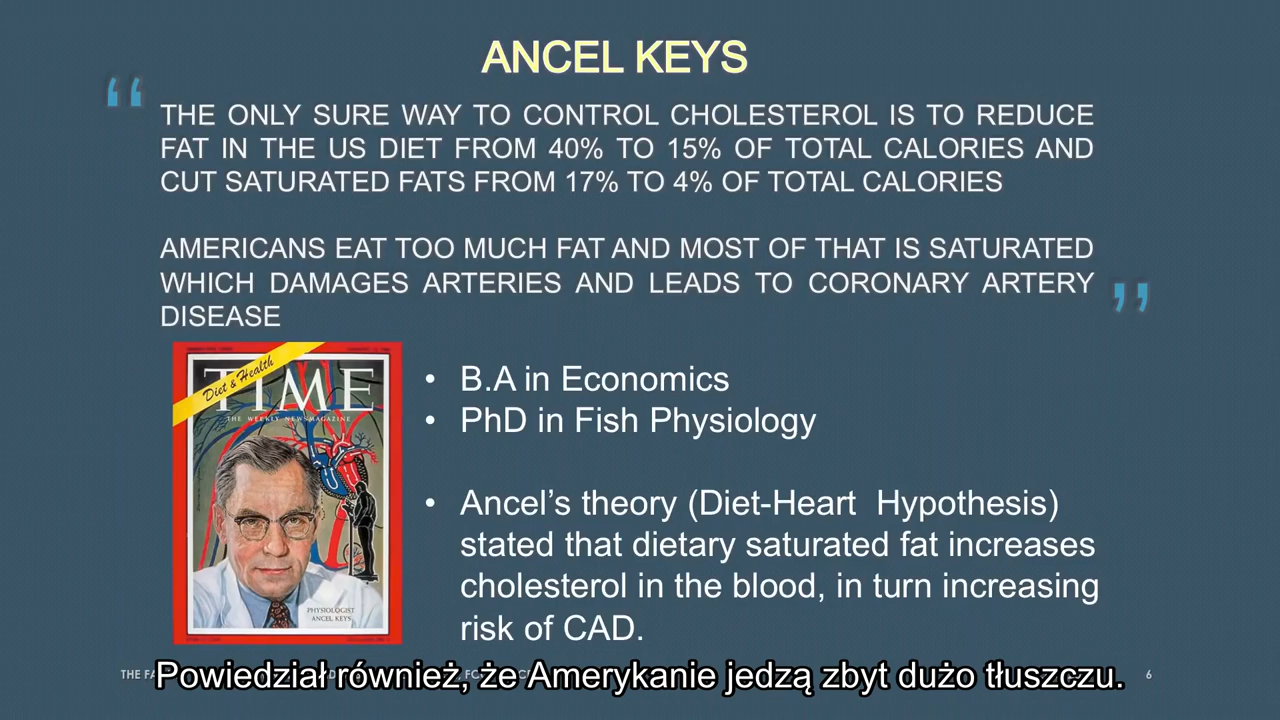 ANCEL KEYS
“
THE ONLY SURE WAY TO CONTROL CHOLESTEROL IS TO REDUCE
FAT IN THE US DIET FROM 40% TO 15% OF TOTAL CALORIES AND
CUT SATURATED FATS FROM 17% TO 4% OF TOTAL CALORIES
AMERICANS EAT TOO MUCH FAT AND MOST OF THAT IS SATURATED
WHICH DAMAGES ARTERIES AND LEADS TO CORONARY ARTERY
DISEASE
”
Diet & Health
TIME
THE WEEKLY NEWSMAGAZINE
PHYSIOLOGIST
ANCEL KEYS
• B.A in Economics
• PhD in Fish Physiology
• Ancel’s theory (Diet-Heart Hypothesis)
stated that dietary saturated fat increases
cholesterol in the blood, in turn increasing
risk of CAD.
THE
Powiedział również, że Amerykanie jedzą zbyt dużo tłuszczu.
6